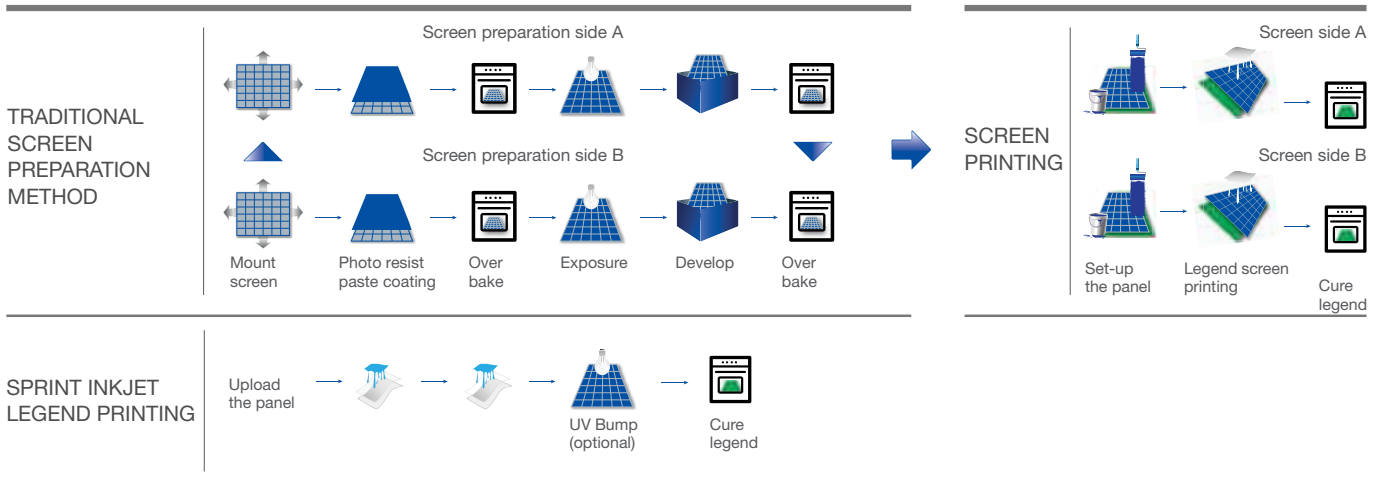 Screen preparation side A
TRADITIONAL
SCREEN
PREPARATION
METHOD
Screen preparation side B
Mount
screen
Photo resist
paste coating
Over
bake
Exposure
Develop
Over
bake
SCREEN
PRINTING
Screen side A
Screen side B
Set-up
the panel
Legend screen
printing
Cure
legend
SPRINT INKJET
LEGEND PRINTING
Upload
the panel
UV Bump
(optional)
Cure
legend